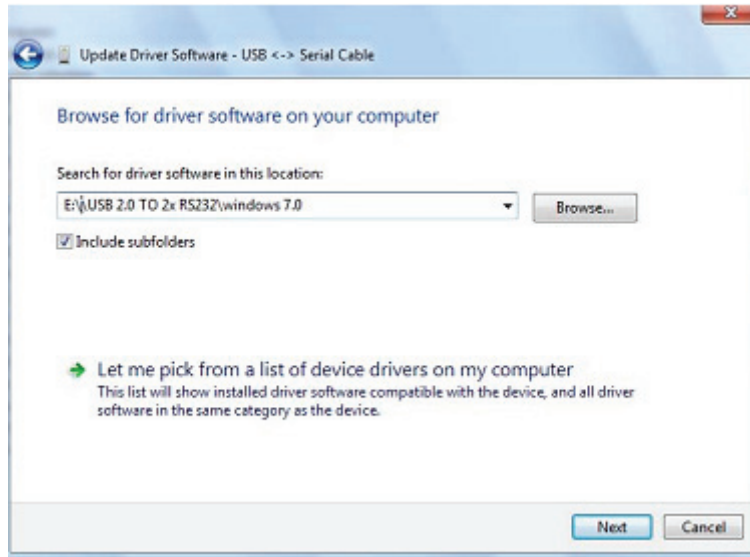 Update Driver Software - USB <-> Serial Cable
Browse for driver software on your computer
Search for driver software in this location:
E:\\USB 2.0 TO 2x RS232\windows 7.0
Browse...
Include subfolders
Let me pick from a list of device drivers on my computer
This list will show installed driver software compatible with the device, and all driver
software in the same category as the device.
Next
Cancel